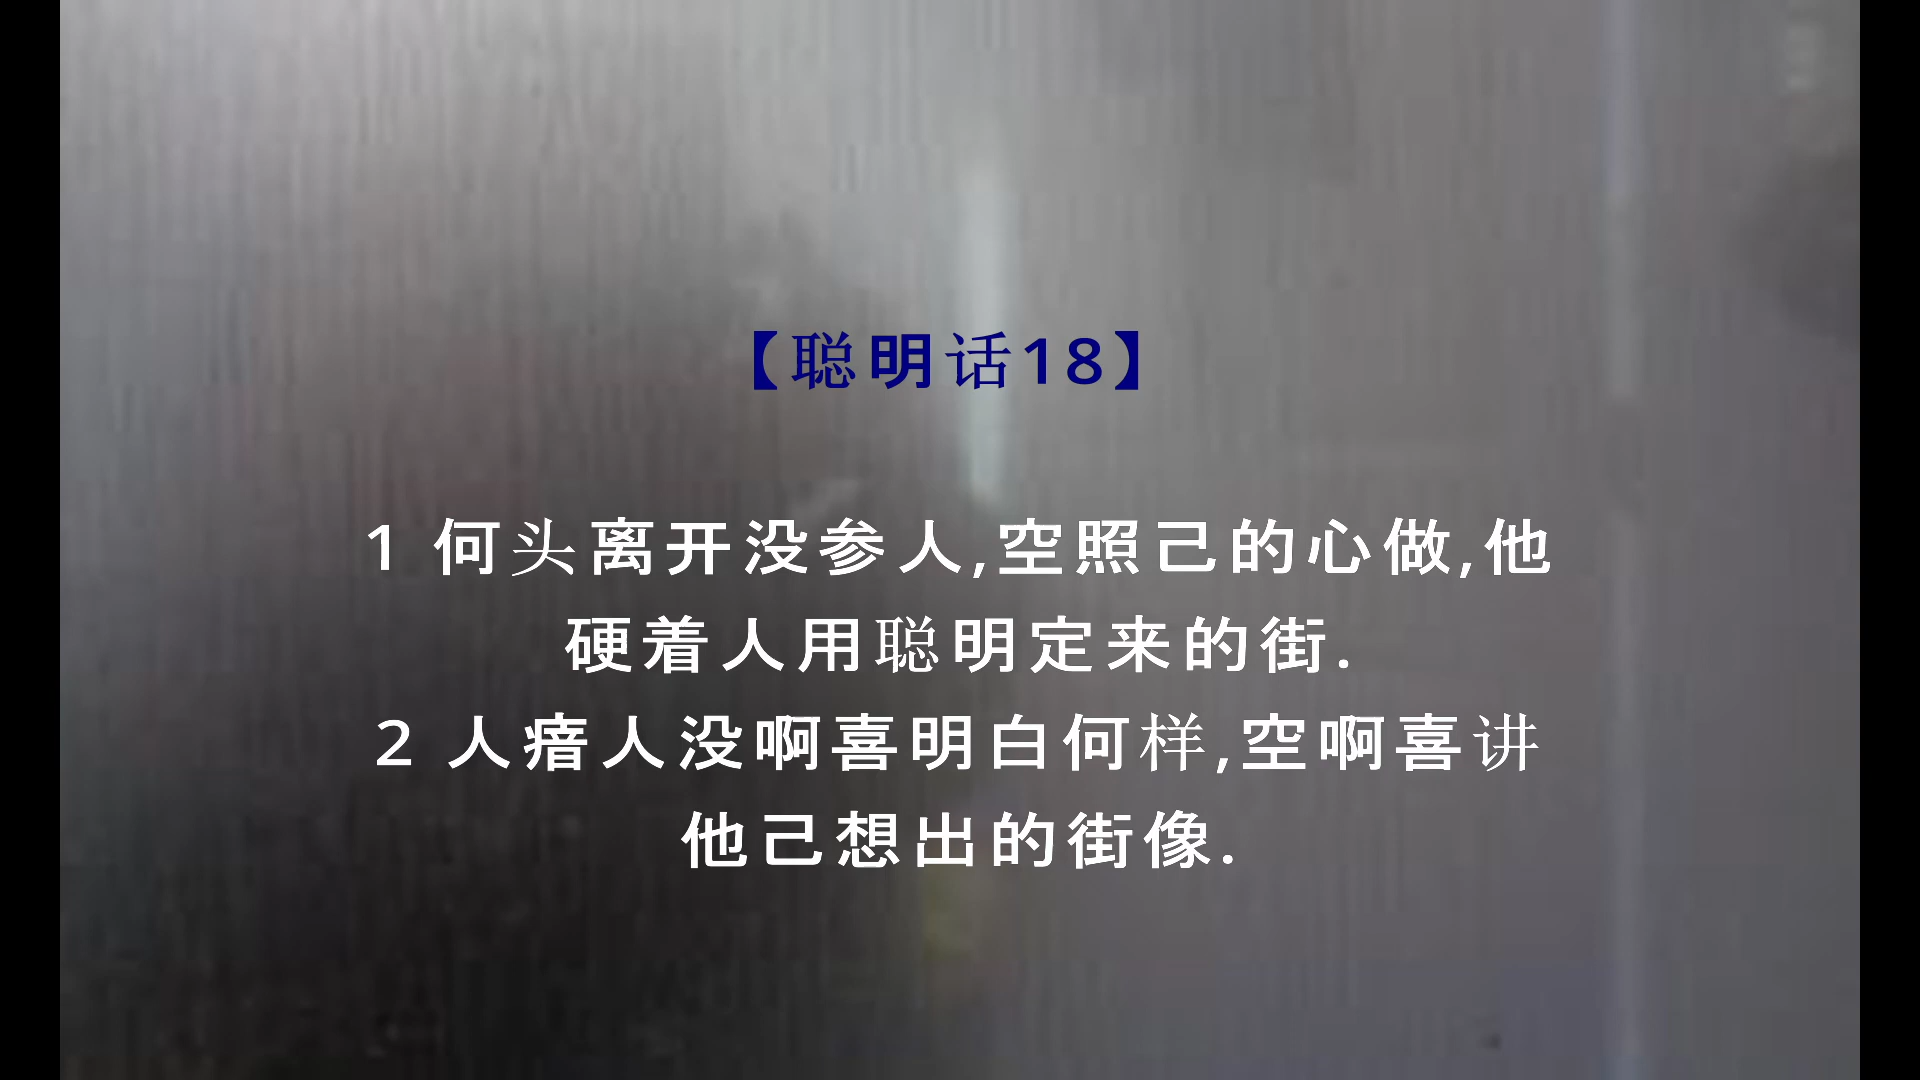 【聪明话18】
1 何头离开没参人,空照己的心做,他
硬着人用聪明定来的街.
2 人瘖人没啊喜明白何样,空啊喜讲
他己想出的街像.